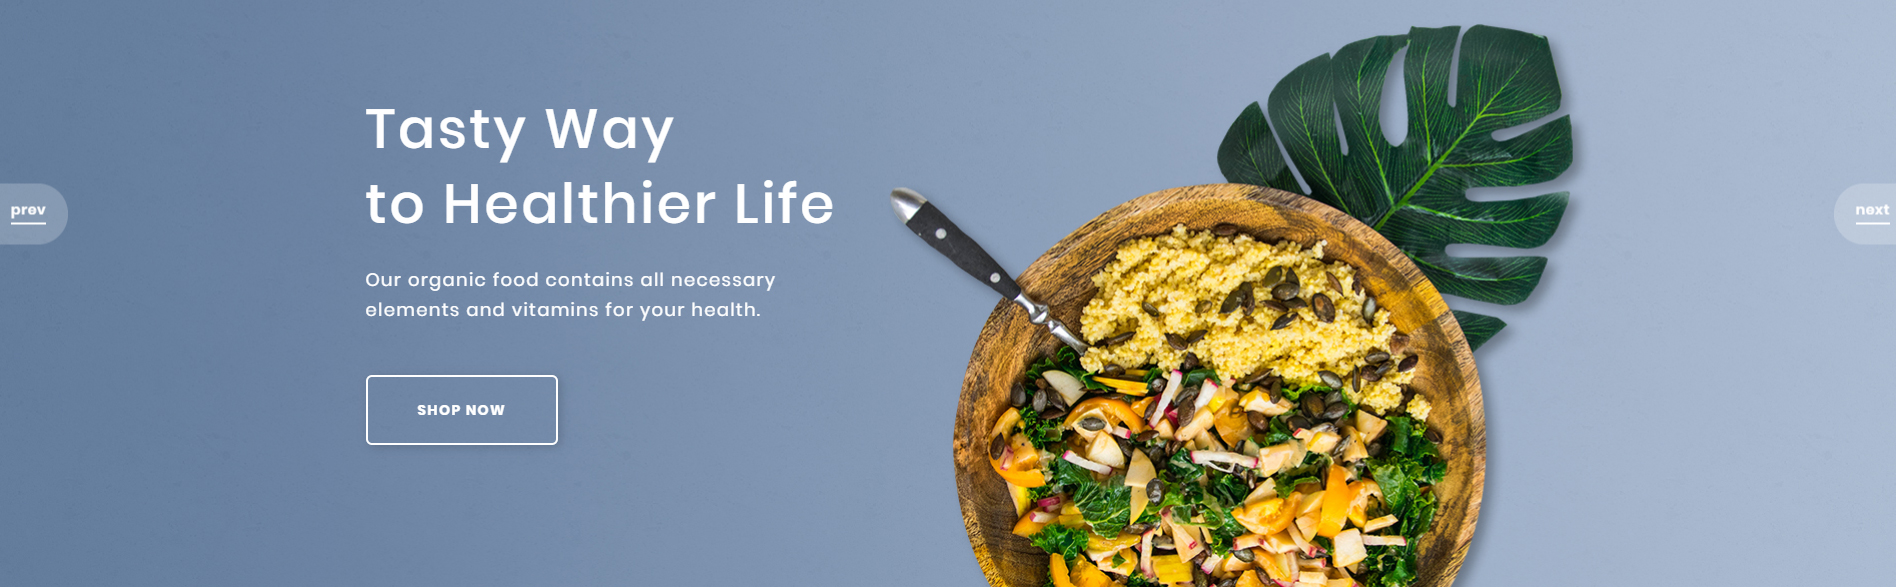 Tasty Way
to Healthier Life
prev
next
Our organic food contains all necessary
elements and vitamins for your health.
SHOP NOW